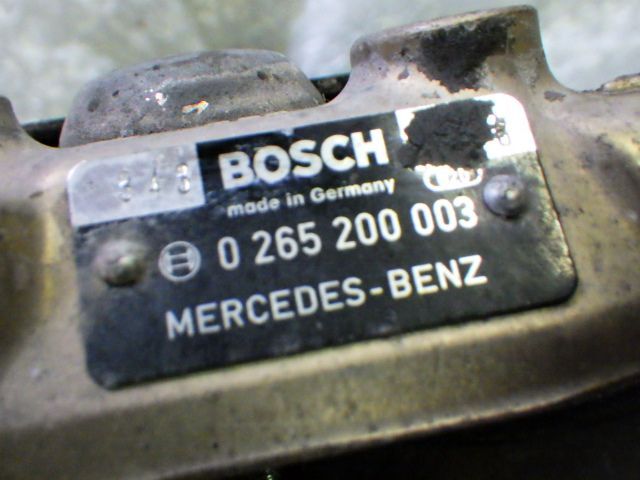 BOSCH
made in Germany
0 265 200 003
MERCEDES-BENZ